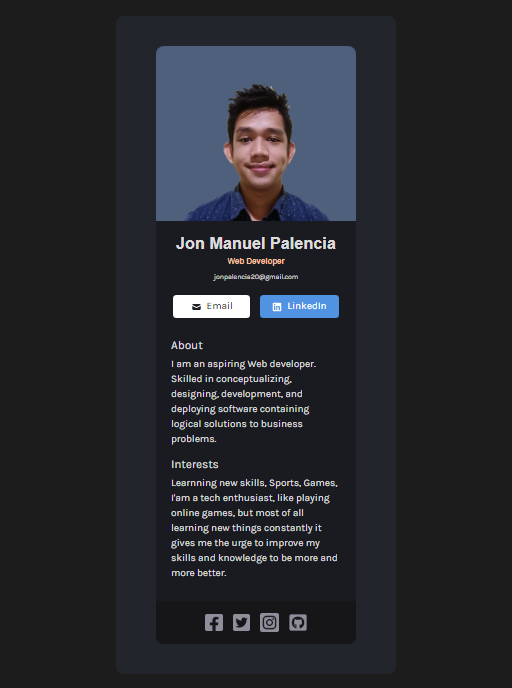 Jon Manuel Palencia
Web Developer
jonpalencia20@gmail.com
Email
LinkedIn
About
I am an aspiring Web developer.
Skilled in conceptualizing,
designing, development, and
deploying software containing
logical solutions to business
problems.
Interests
Learnning new skills, Sports, Games,
I'am a tech enthusiast, like playing
online games, but most of all
learning new things constantly it
gives me the urge to improve my
skills and knowledge to be more and
more better.